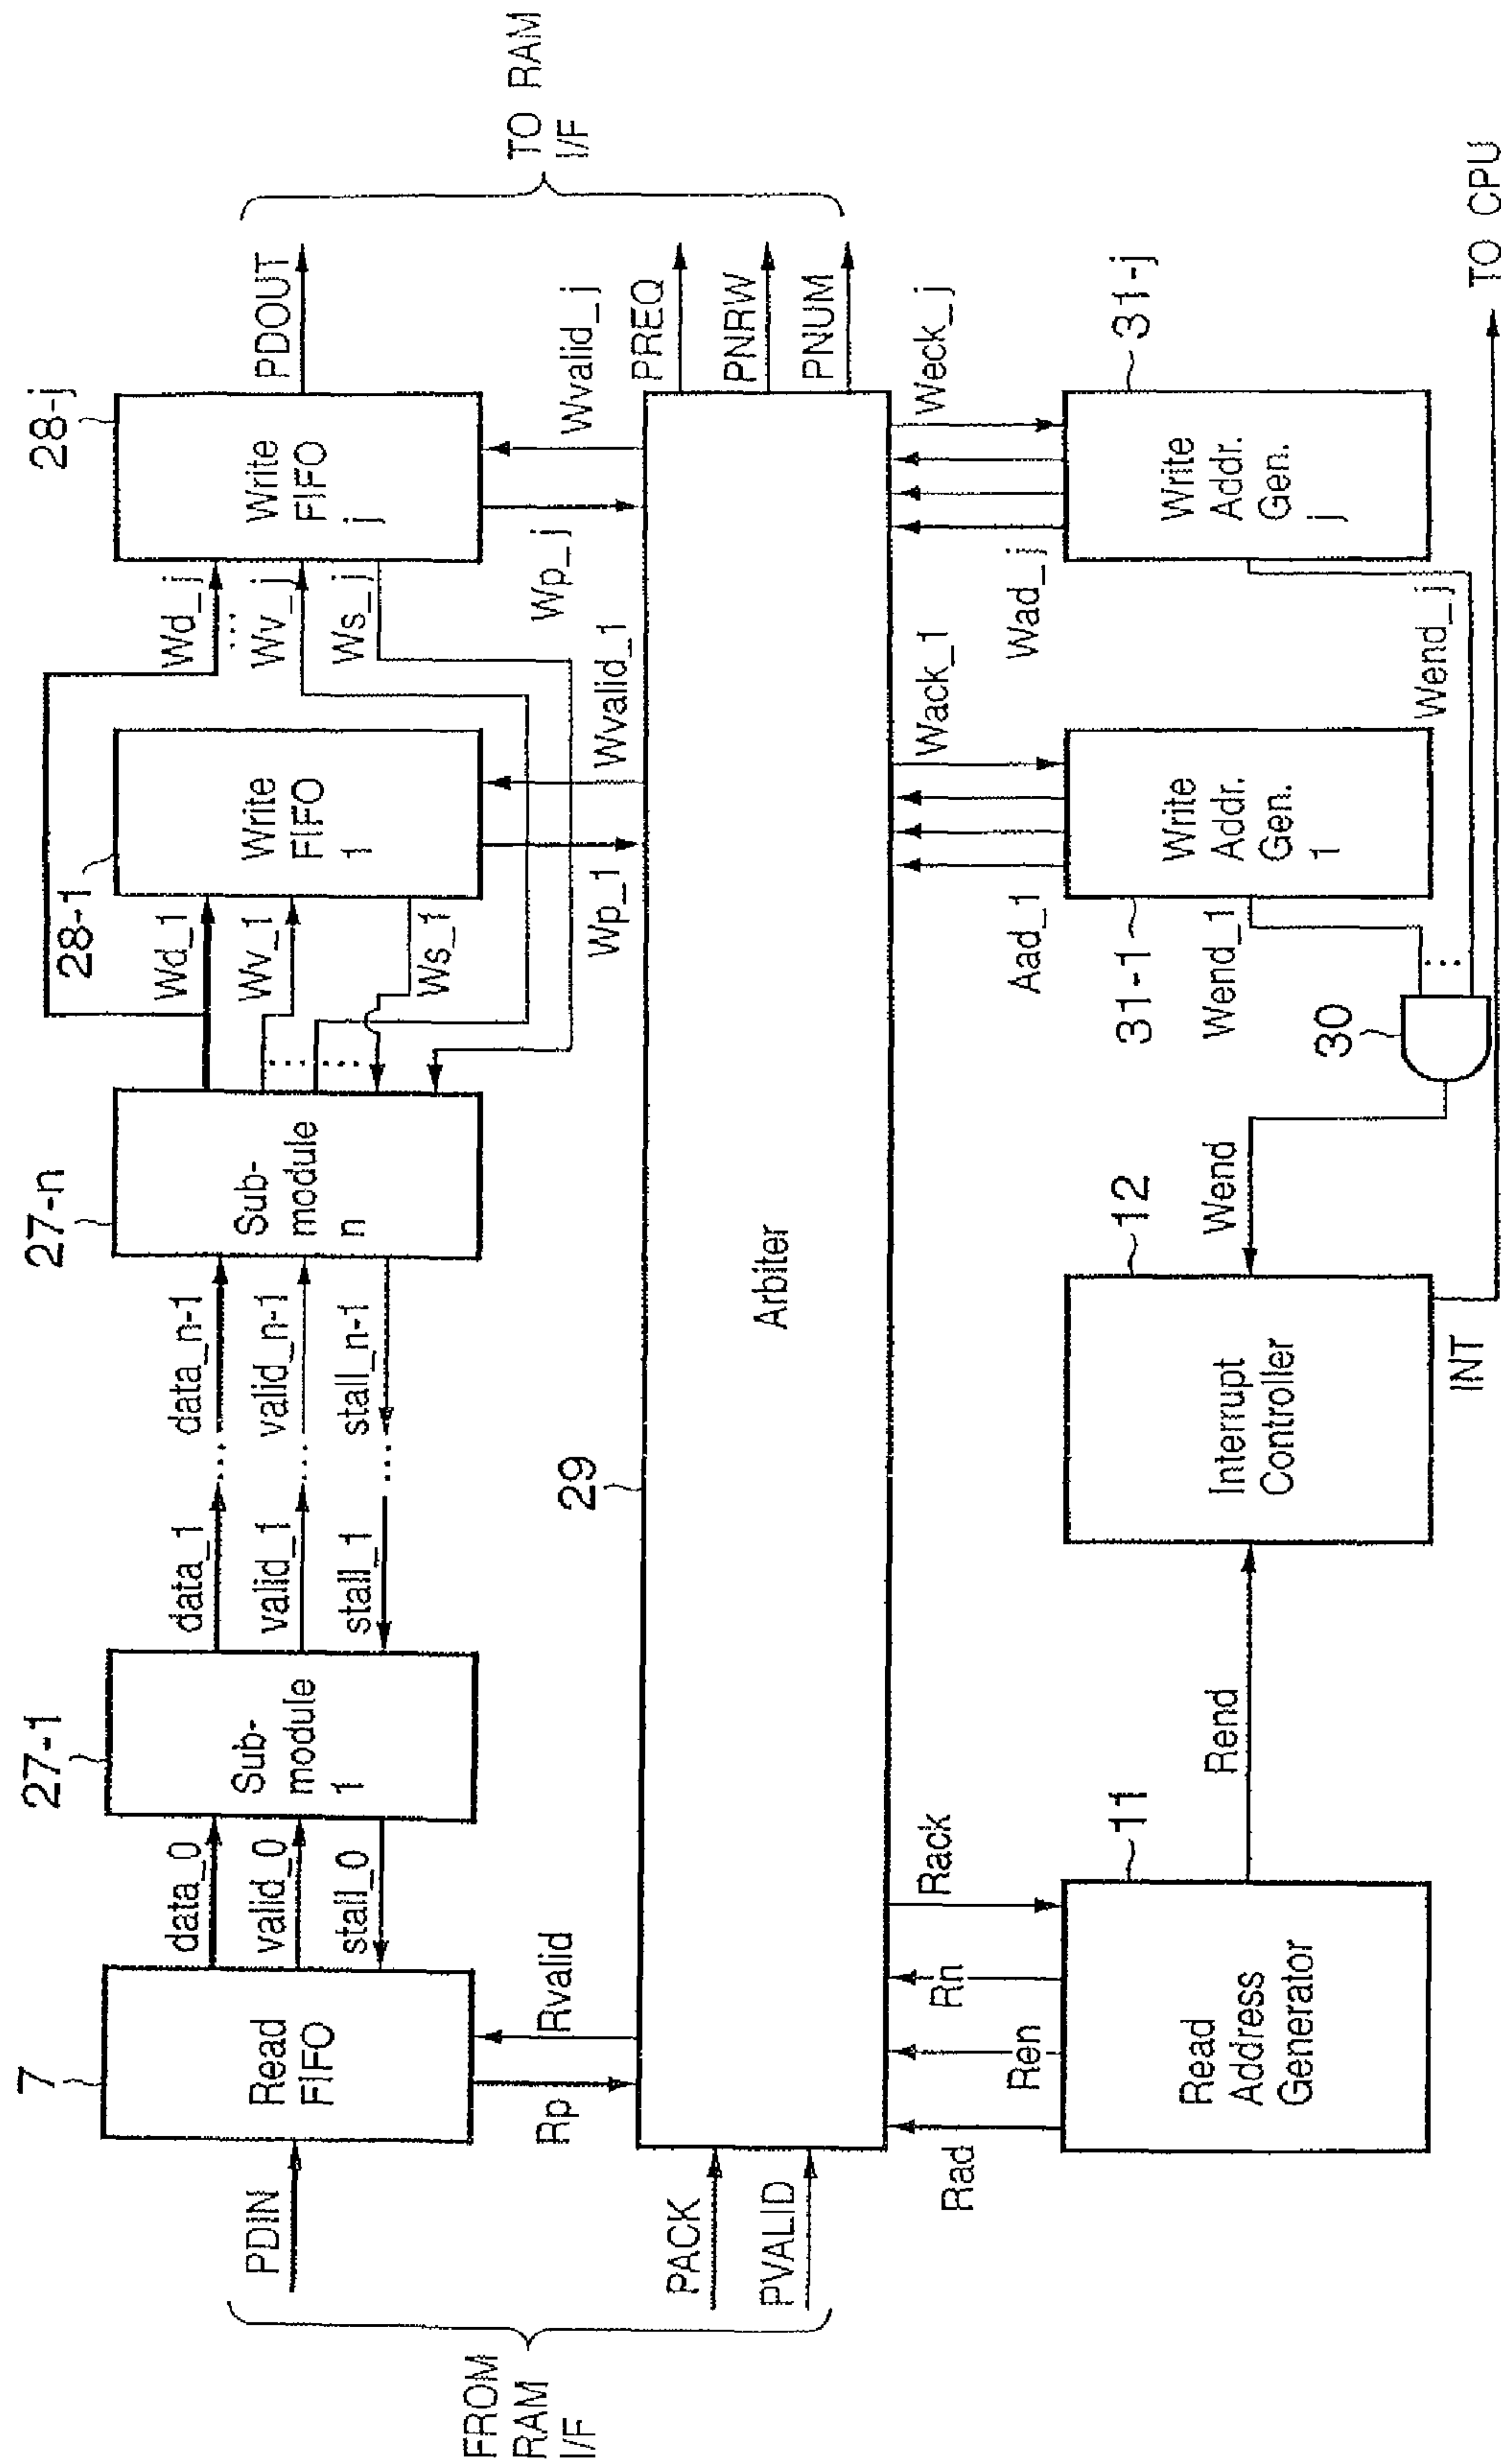 FROM
RAM
I/F
PDIN
7
Read
FIFO
data_0
valid_0
stall_0
27-1
Sub-
module
1
data_1
valid_1
stall_1
...
data_n-1
valid_n-1
stall_n-1
27-n
Sub-
module
n
Wd_1
Wv_1
Ws_1
28-1
Write
FIFO
1
Wd_j
...
Wv_j
Ws_j
28-j
Write
FIFO
j
PDOUT
TO RAM
I/F
Rp
Rvalid
Wp_1
Wvalid_1
Wp_j
Wvalid_j
PACK
PVALID
29
Arbiter
PREQ
PNRW
PNUM
Rad
Ren
Rn
Rack
Aad_1
Wack_1
Wad_j
Weck_j
11
Read
Address
Generator
Rend
12
Interrupt
Controller
Wend
30
31-1
Wend_1
...
Write
Addr.
Gen.
1
Wend_j
31-j
Write
Addr.
Gen.
j
INT
TO CPU